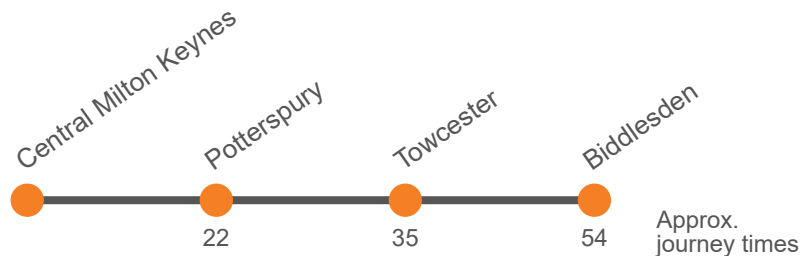 Central Milton Keynes
Potterspury
Towcester
Biddlesden
22
35
54
Approx.
journey times